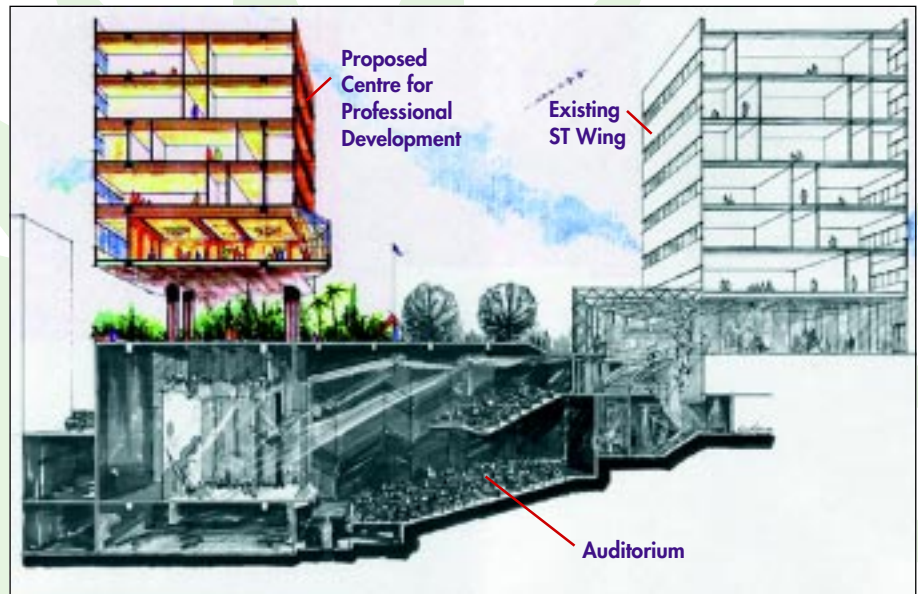 Proposed
Centre for
Professional
Development
Existing
ST Wing
Auditorium